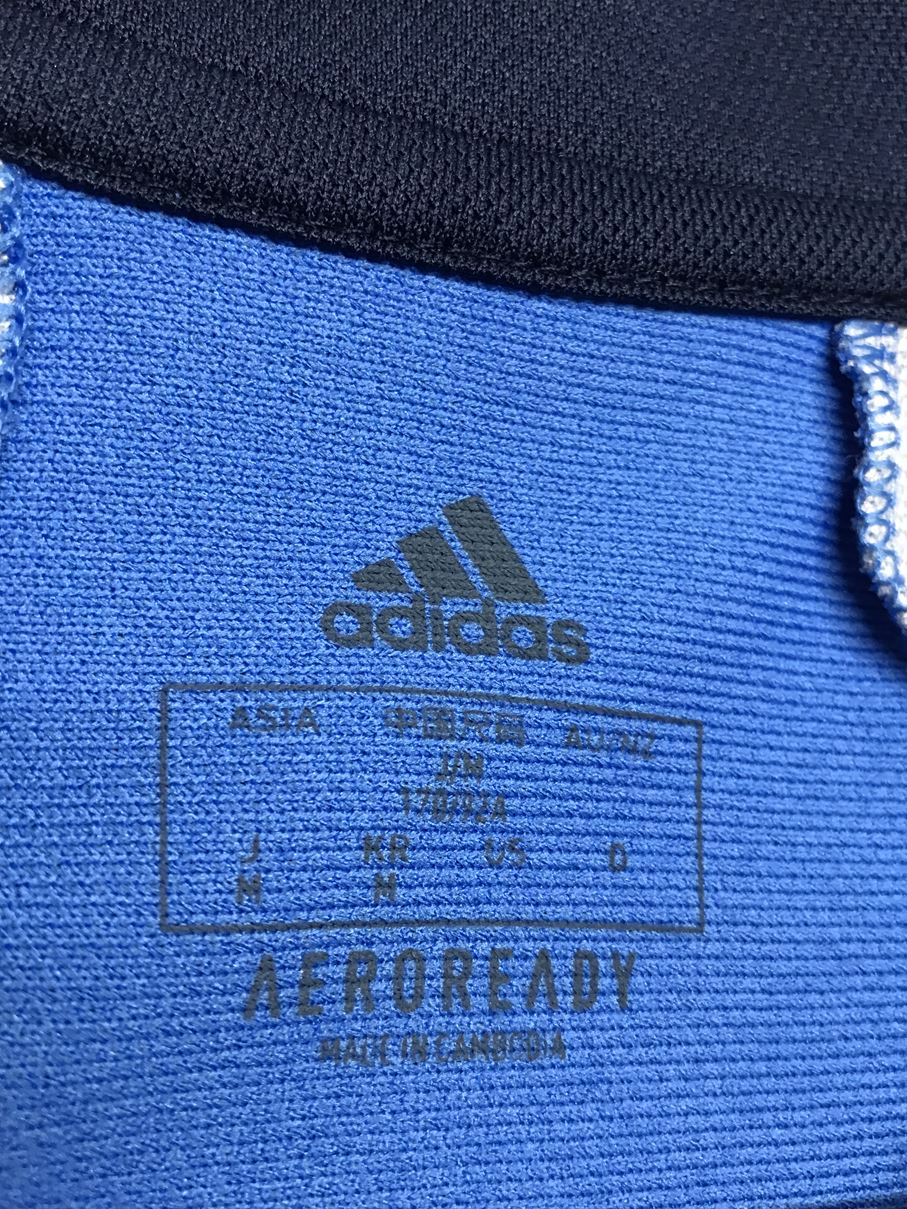 adidas
ASIA 中国尺码 AU/NZ
J/M
170/92A
J KR US D
M M
AEROREADY
MADE IN CAMBODIA